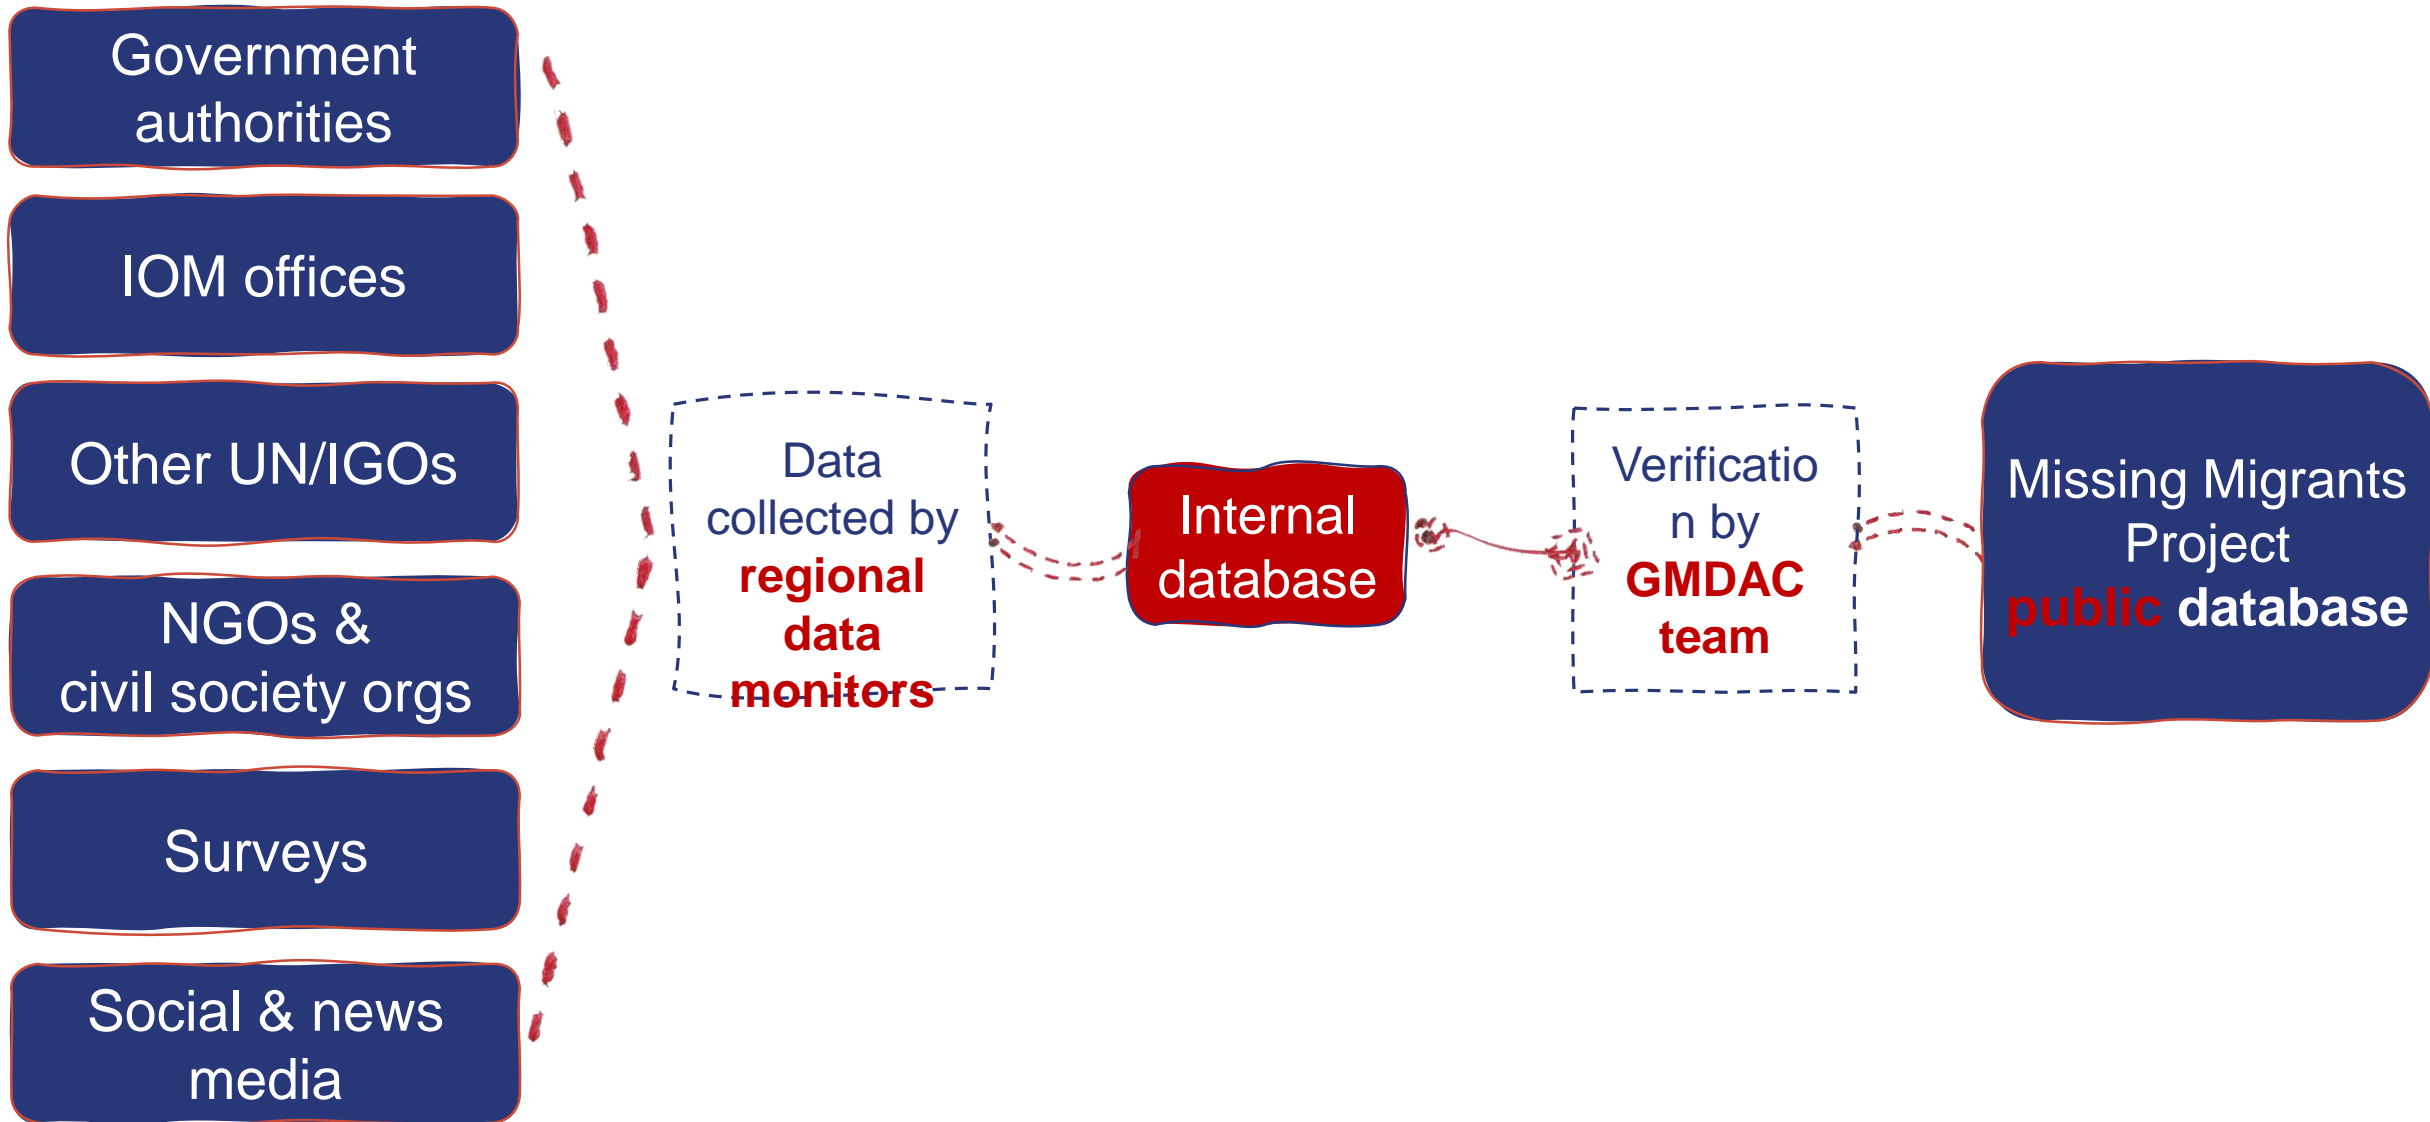 Government
authorities
IOM offices
Other UN/IGOs
NGOs &
civil society orgs
Surveys
Social & news
media
Data
collected by
regional
data
monitors
Internal
database
Verificatio
n by
GMDAC
team
Missing Migrants
Project
public database